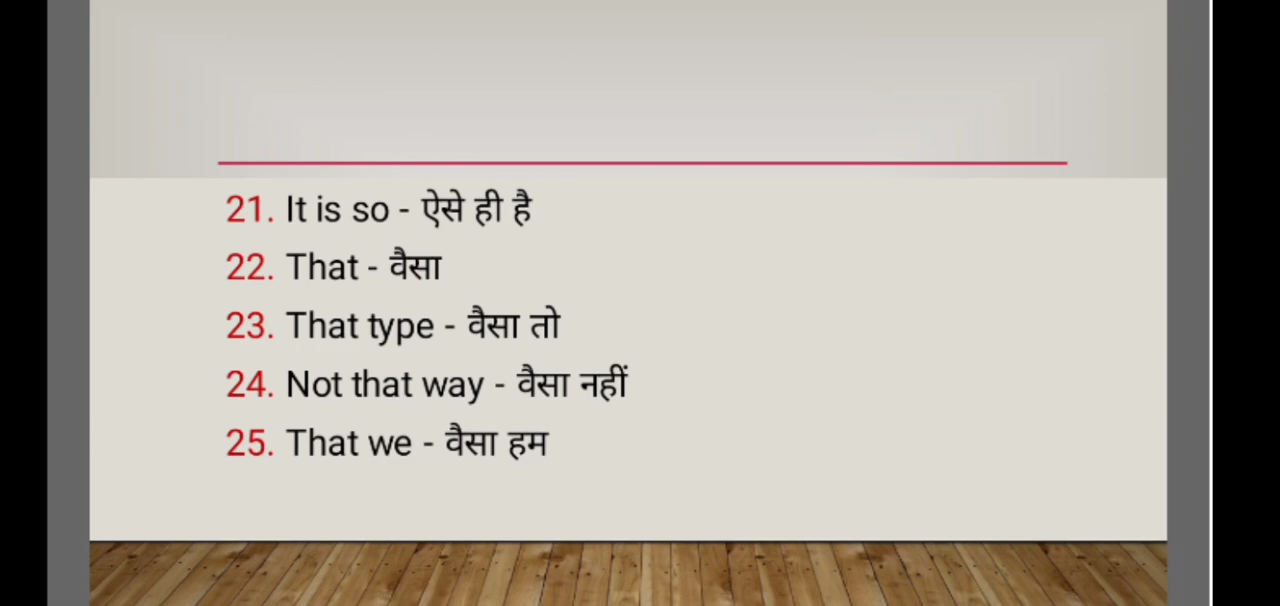 21. It is so - ऐसे ही है
22. That - वैसा
23. That type - वैसा तो
24. Not that way - वैसा नहीं
25. That we - वैसा हम